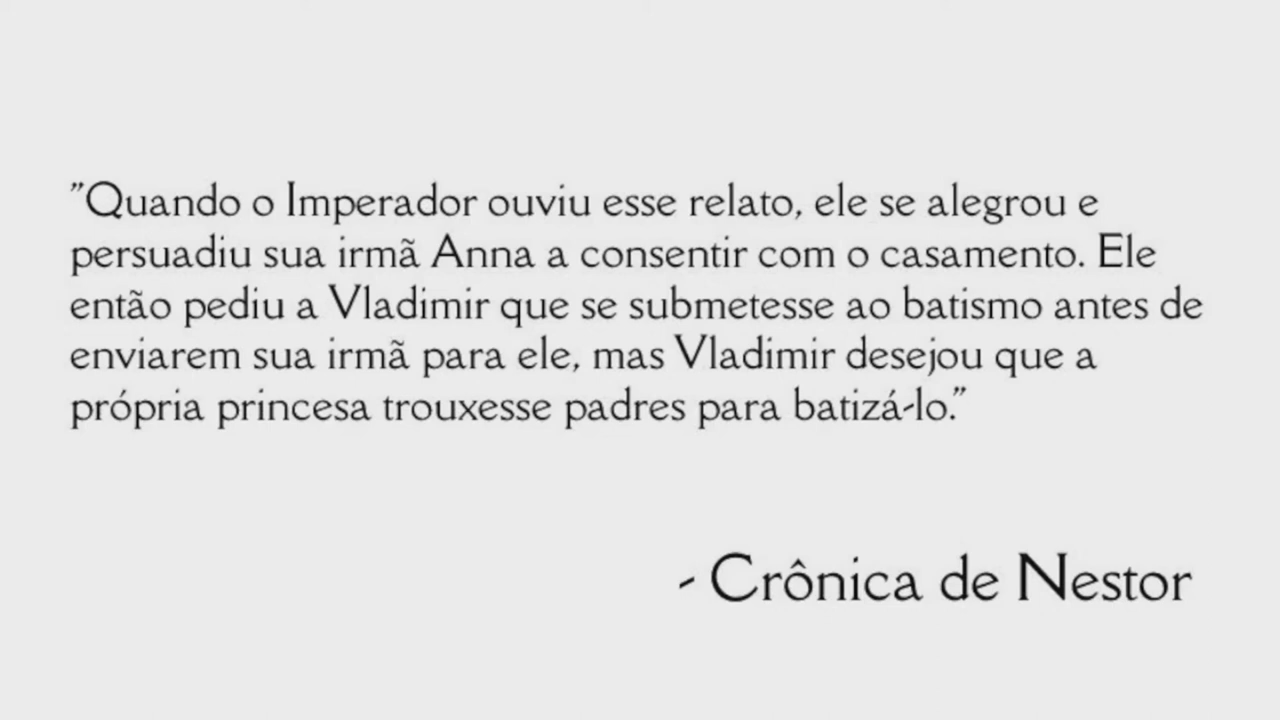 ”Quando o Imperador ouviu esse relato, ele se alegrou e
persuadiu sua irmã Anna a consentir com o casamento. Ele
então pediu a Vladimir que se submetesse ao batismo antes de
enviarem sua irmã para ele, mas Vladimir desejou que a
própria princesa trouxesse padres para batizá-lo.”
- Crônica de Nestor